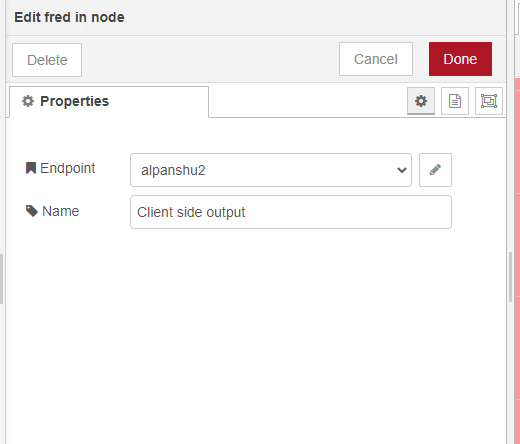 Edit fred in node
Delete
Cancel
Done
Properties
Endpoint
alpanshu2
Name
Client side output